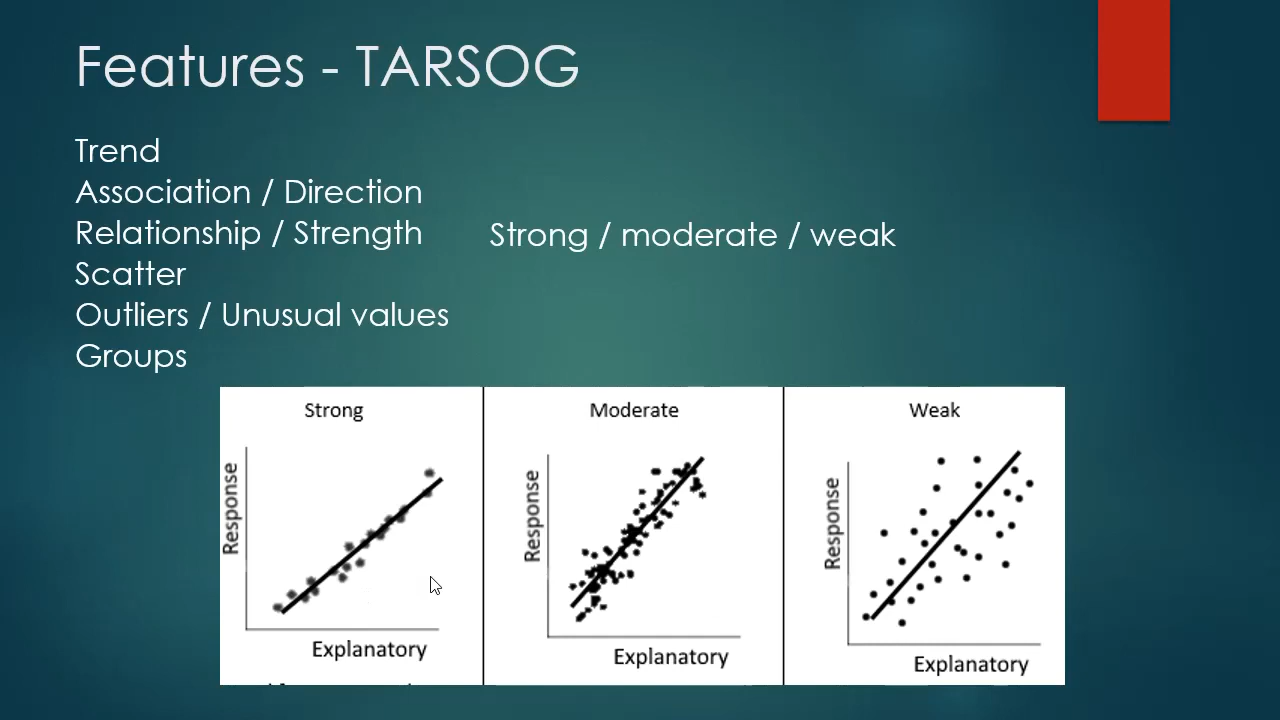 Features - TARSOG
Trend
Association / Direction
Relationship / Strength
Strong / moderate / weak
Scatter
Outliers / Unusual values
Groups
Strong
Response
Explanatory
Moderate
Response
Explanatory
Weak
Response
Explanatory